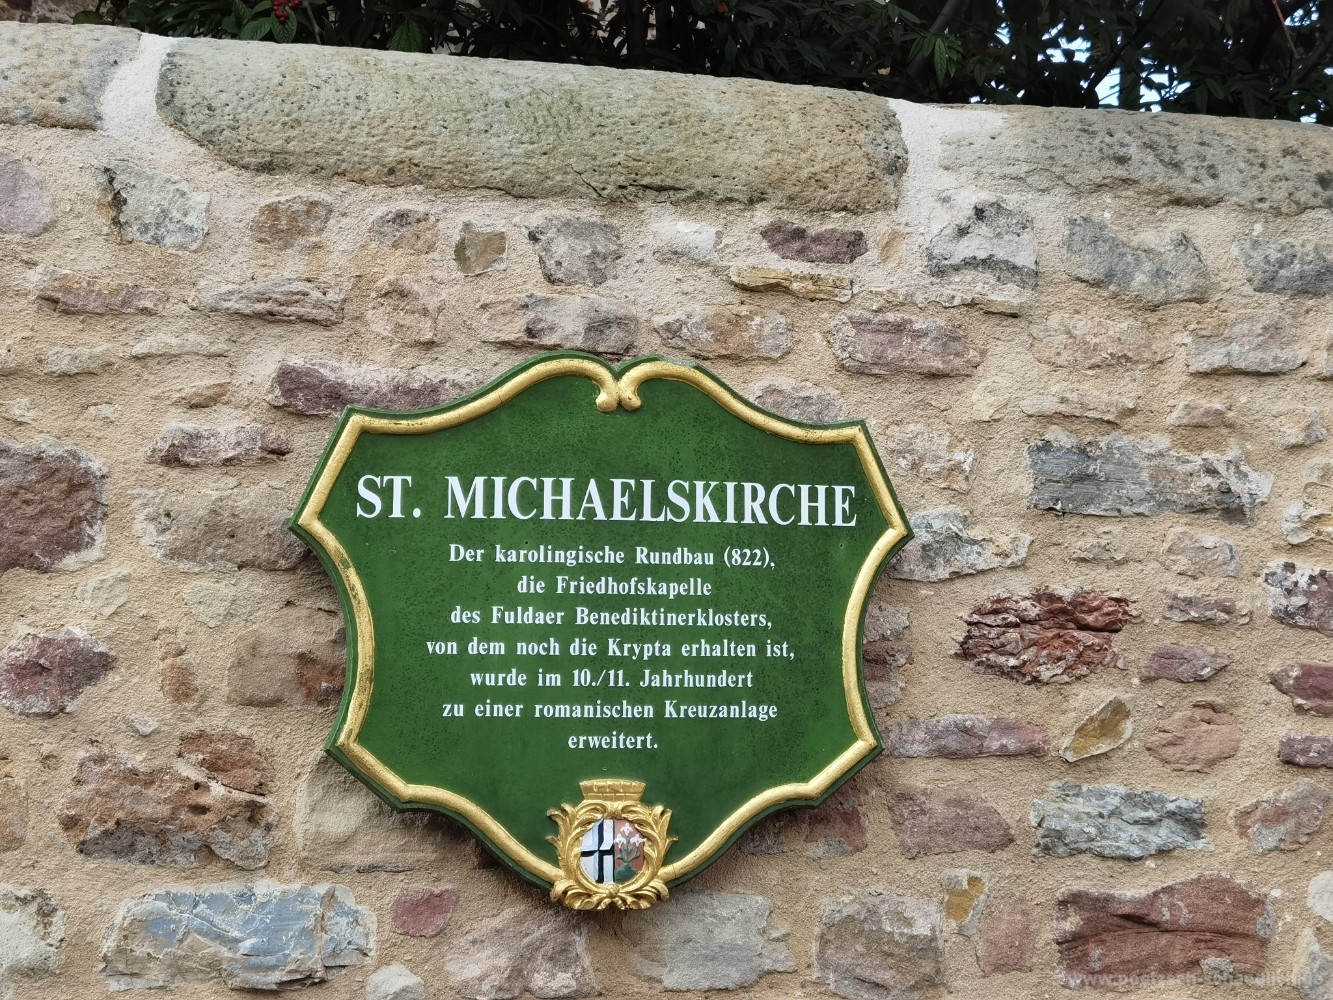 ST. MICHAELSKIRCHE
Der karolingische Rundbau (822),
die Friedhofskapelle
des Fuldaer Benediktinerklosters,
von dem noch die Krypta erhalten ist,
wurde im 10./11. Jahrhundert
zu einer romanischen Kreuzanlage
erweitert.